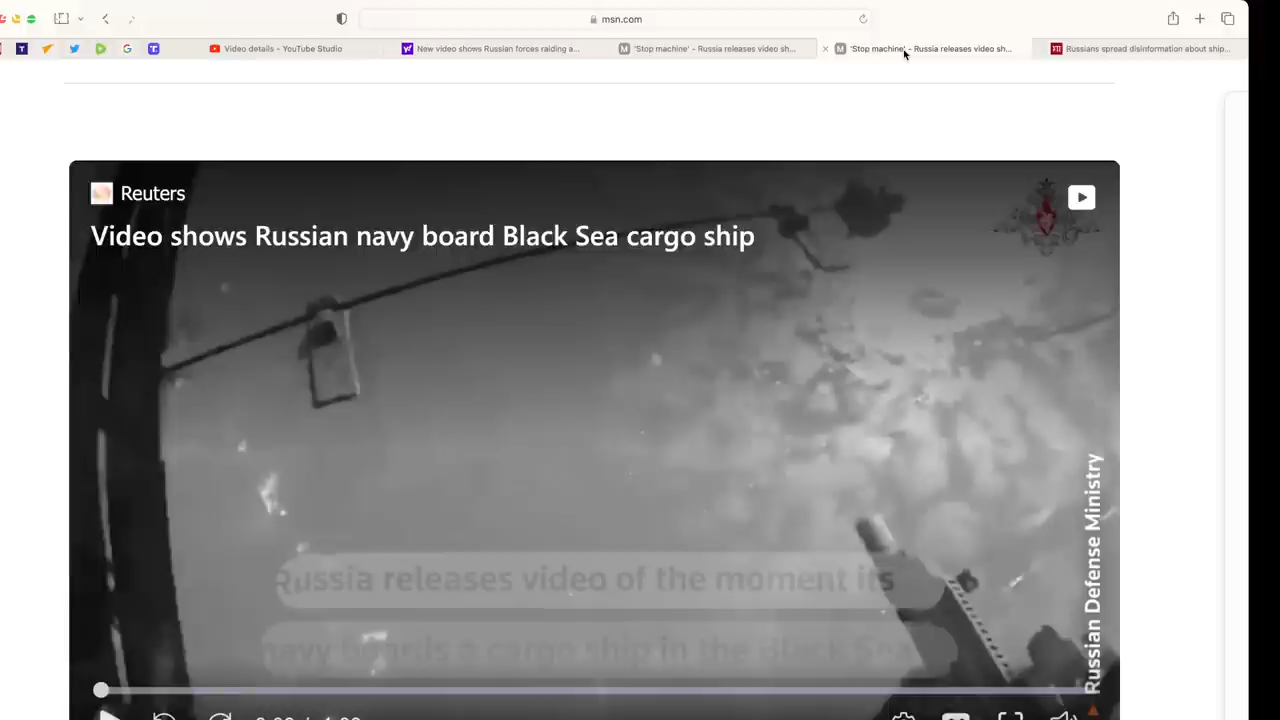 msn.com
Video details – YouTube Studio
New video shows Russian forces raiding a...
'Stop machine' - Russia releases video sh...
'Stop machine' - Russia releases video sh...
Russians spread disinformation about ship...
Reuters
Video shows Russian navy board Black Sea cargo ship
Russia releases video of the moment its
navy boards a cargo ship in the Black Sea
Russian Defense Ministry